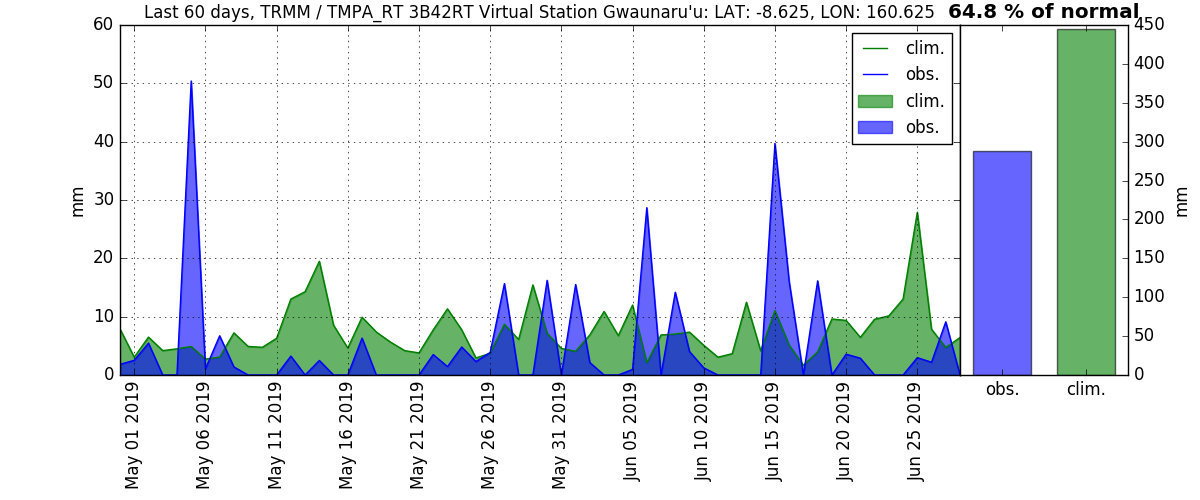 Last 60 days, TRMM / TMPA_RT 3B42RT Virtual Station Gwaunaru'u: LAT: -8.625, LON: 160.625
64.8 % of normal
clim.
obs.
clim.
obs.
60
50
40
30
20
10
0
mm
450
400
350
300
250
200
150
100
50
0
mm
May 01 2019
May 06 2019
May 11 2019
May 16 2019
May 21 2019
May 26 2019
May 31 2019
Jun 05 2019
Jun 10 2019
Jun 15 2019
Jun 20 2019
Jun 25 2019
obs.
clim.